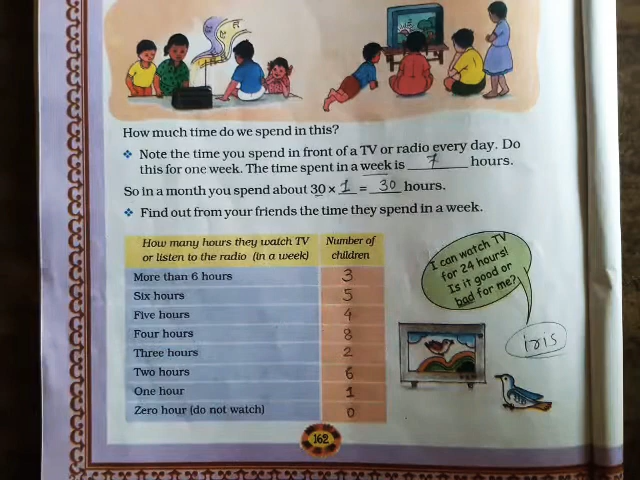 How much time do we spend in this?
❖ Note the time you spend in front of a TV or radio every day. Do
this for one week. The time spent in a week is 7 hours.
So in a month you spend about 30 × 1 = 30 hours.
❖ Find out from your friends the time they spend in a week.
How many hours they watch TV Number of
or listen to the radio (in a week) children
More than 6 hours 3
Six hours 5
Five hours 4
Four hours 8
Three hours 2
Two hours 6
One hour 1
Zero hour (do not watch) 0
I can watch TV
for 24 hours!
Is it good or
bad for me?
iris
162